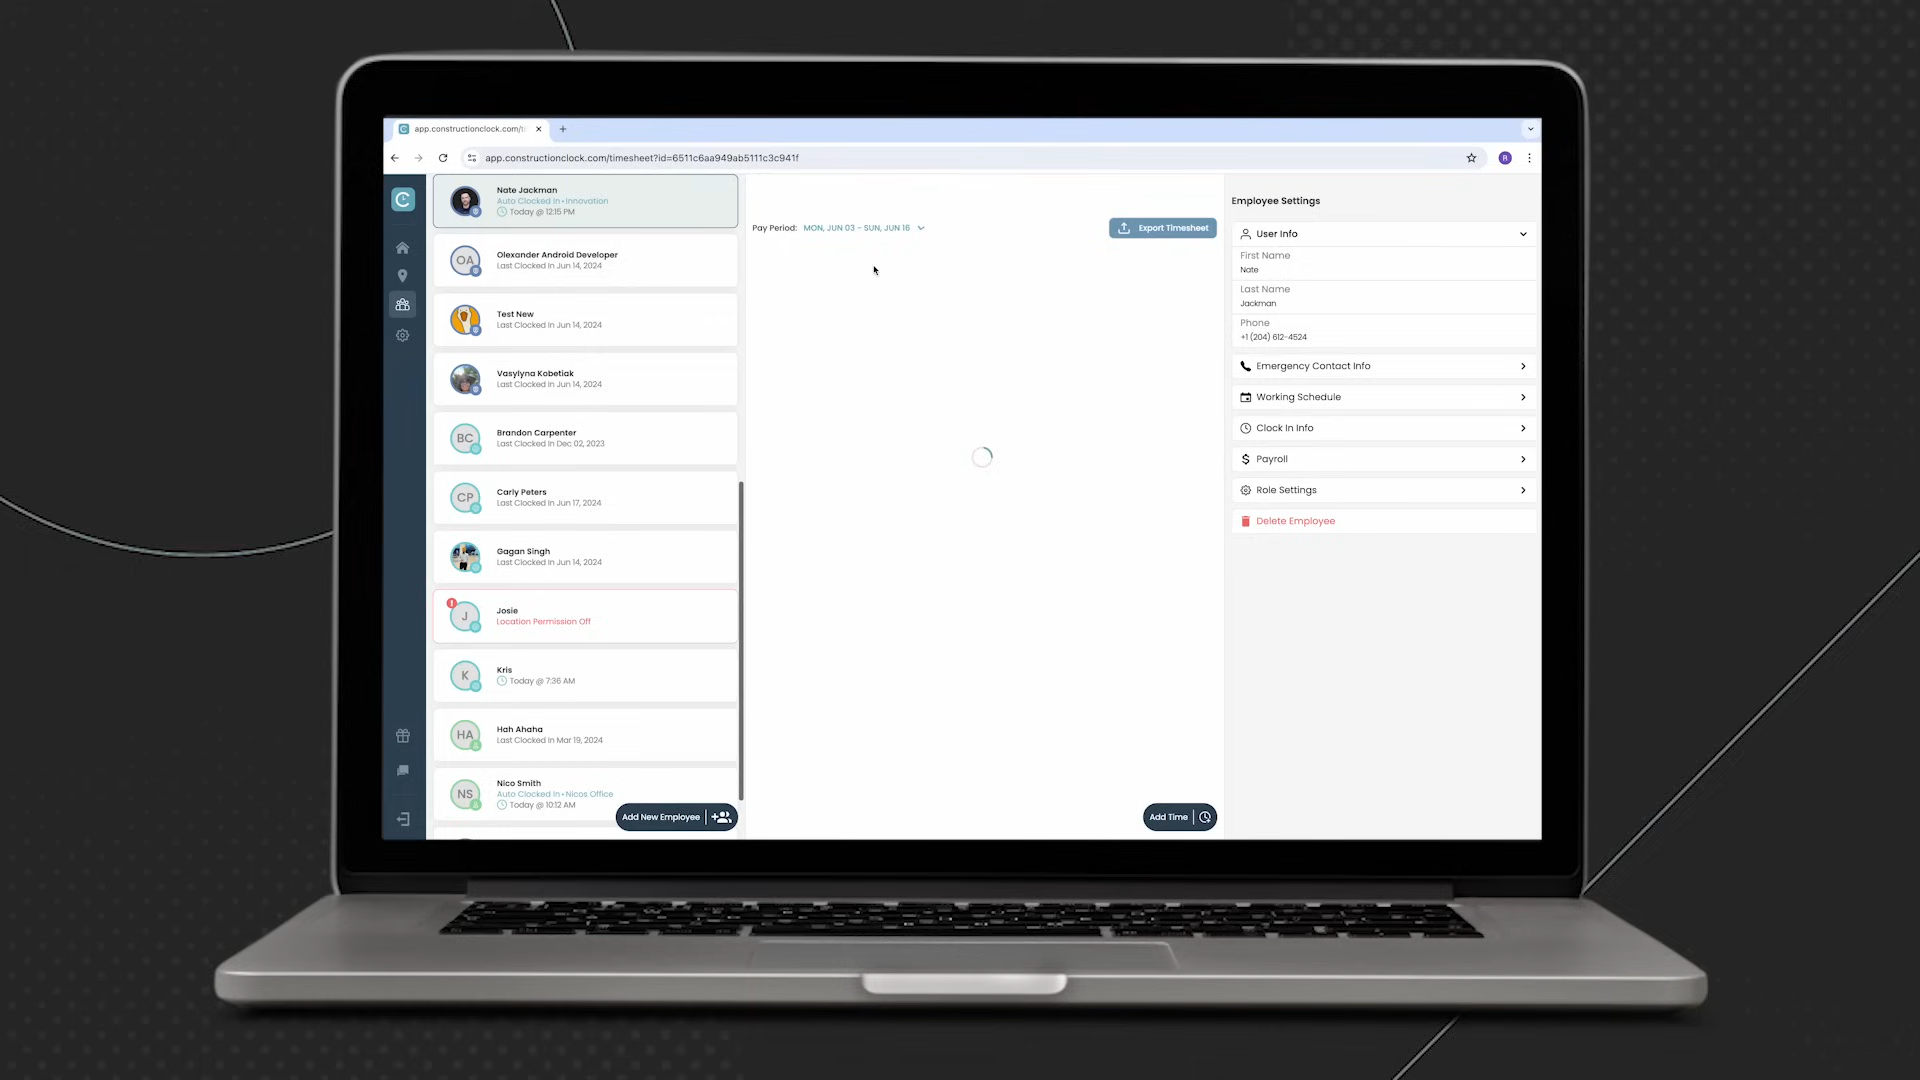 app.constructionclock.com/ti
app.constructionclock.com/timesheet?id=6511c6aa949ab5111c3c941f
R
Nate Jackman
Auto Clocked In • Innovation
Today @ 12:15 PM
OA
Olexander Android Developer
Last Clocked In Jun 14, 2024
Test New
Last Clocked In Jun 14, 2024
Vasylyna Kobetiak
Last Clocked In Jun 14, 2024
BC
Brandon Carpenter
Last Clocked In Dec 02, 2023
CP
Carly Peters
Last Clocked In Jun 17, 2024
Gagan Singh
Last Clocked In Jun 14, 2024
!
J
Josie
Location Permission Off
K
Kris
Today @ 7:36 AM
HA
Hah Ahaha
Last Clocked In Mar 19, 2024
NS
Nico Smith
Auto Clocked In • Nicos Office
Today @ 10:12 AM
Add New Employee
Pay Period: MON, JUN 03 - SUN, JUN 16
Export Timesheet
Add Time
Employee Settings
User Info
First Name
Nate
Last Name
Jackman
Phone
+1 (204) 612-4524
Emergency Contact Info
Working Schedule
Clock In Info
Payroll
Role Settings
Delete Employee